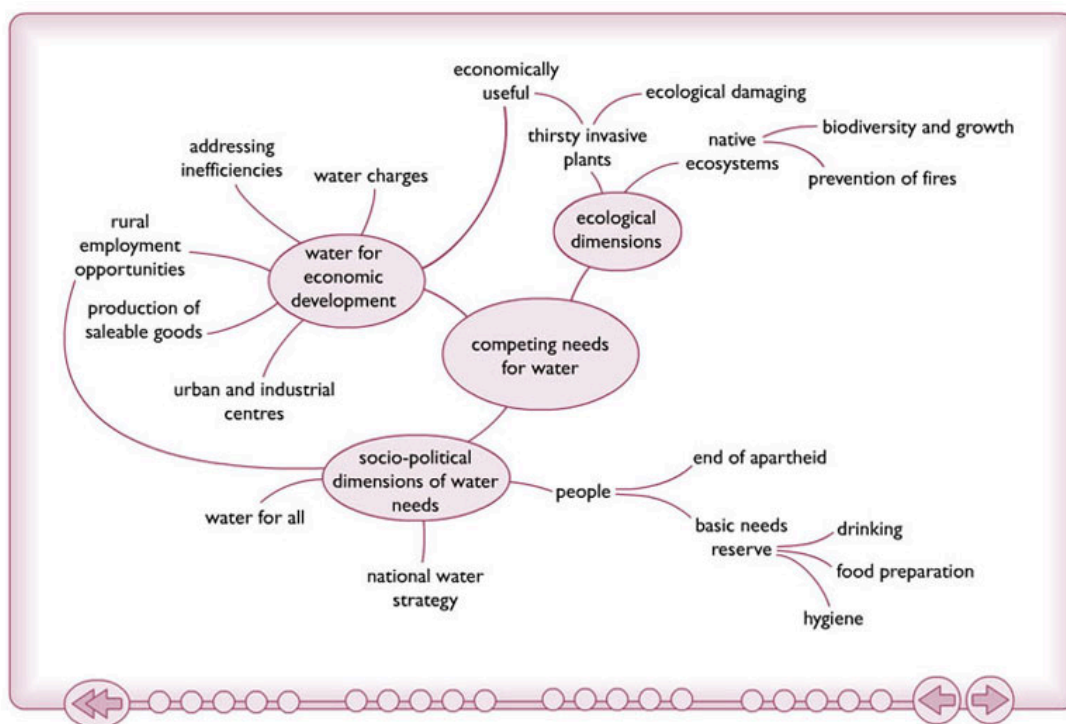 economically
useful
ecological damaging
thirsty invasive
plants
native
ecosystems
biodiversity and growth
prevention of fires
addressing
inefficiencies
water charges
ecological
dimensions
rural
employment
opportunities
water for
economic
development
production of
saleable goods
urban and industrial
centres
competing needs
for water
socio-political
dimensions of water
needs
water for all
national water
strategy
people
end of apartheid
basic needs
reserve
drinking
food preparation
hygiene